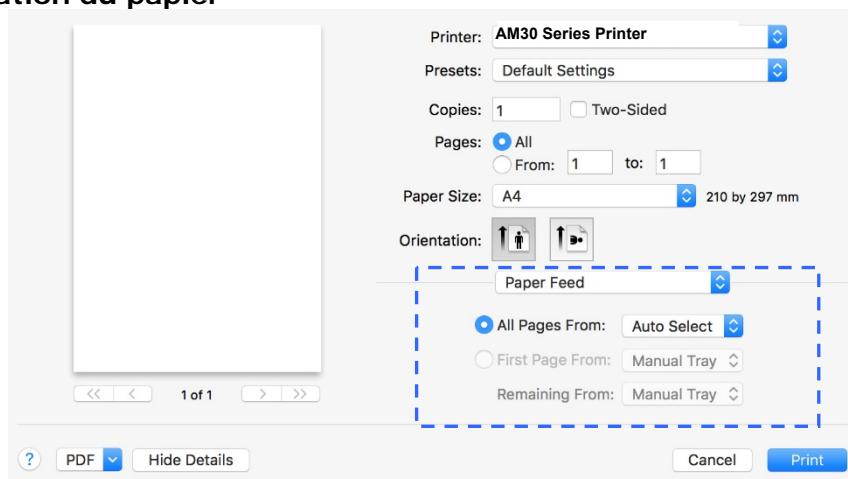 ation du papier
Printer: AM30 Series Printer
Presets: Default Settings
Copies: 1 Two-Sided
Pages: All
From: 1 to: 1
Paper Size: A4 210 by 297 mm
Orientation:
Paper Feed
All Pages From: Auto Select
First Page From: Manual Tray
Remaining From: Manual Tray
<< < 1 of 1 > >>
? PDF Hide Details Cancel Print